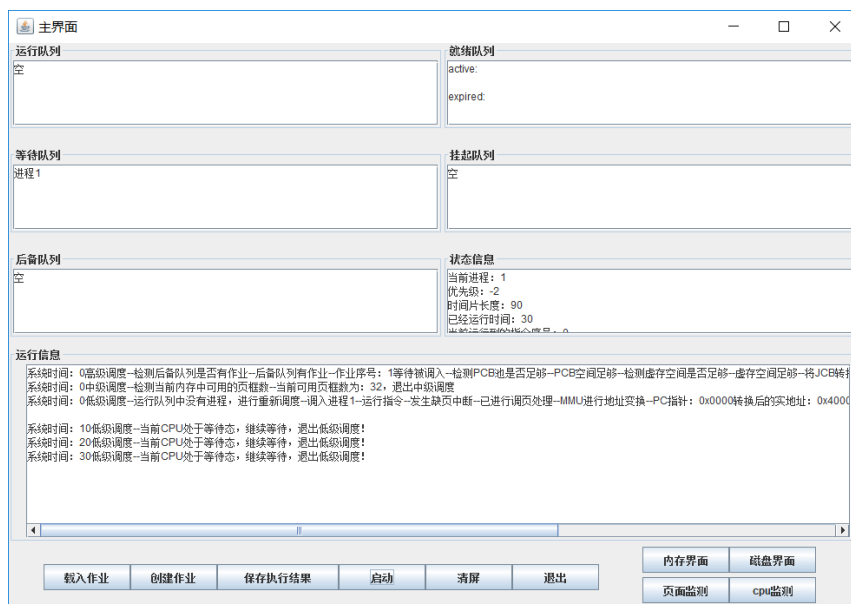 主界面
运行队列
空
就绪队列
active:
expired:
等待队列
进程1
挂起队列
空
后备队列
空
状态信息
当前进程: 1
优先级: -2
时间片长度: 90
已经运行时间: 30
当前运行到的指令序号: 0
运行信息
系统时间: 0高级调度--检测后备队列是否有作业--后备队列有作业--作业序号: 1等待被调入--检测PCB池是否足够--PCB空间足够--检测虚存空间是否足够--虚存空间足够--将JCB转换
系统时间: 0中级调度--检测当前内存中可用的页框数--当前可用页框数为: 32, 退出中级调度
系统时间: 0低级调度--运行队列中没有进程, 进行重新调度--调入进程1--运行指令--发生缺页中断--已进行调页处理--MMU进行地址变换--PC指针: 0x0000转换后的实地址: 0x4000
系统时间: 10低级调度--当前CPU处于等待态, 继续等待, 退出低级调度!
系统时间: 20低级调度--当前CPU处于等待态, 继续等待, 退出低级调度!
系统时间: 30低级调度--当前CPU处于等待态, 继续等待, 退出低级调度!
载入作业
创建作业
保存执行结果
启动
清屏
退出
内存界面
磁盘界面
页面监测
cpu监测